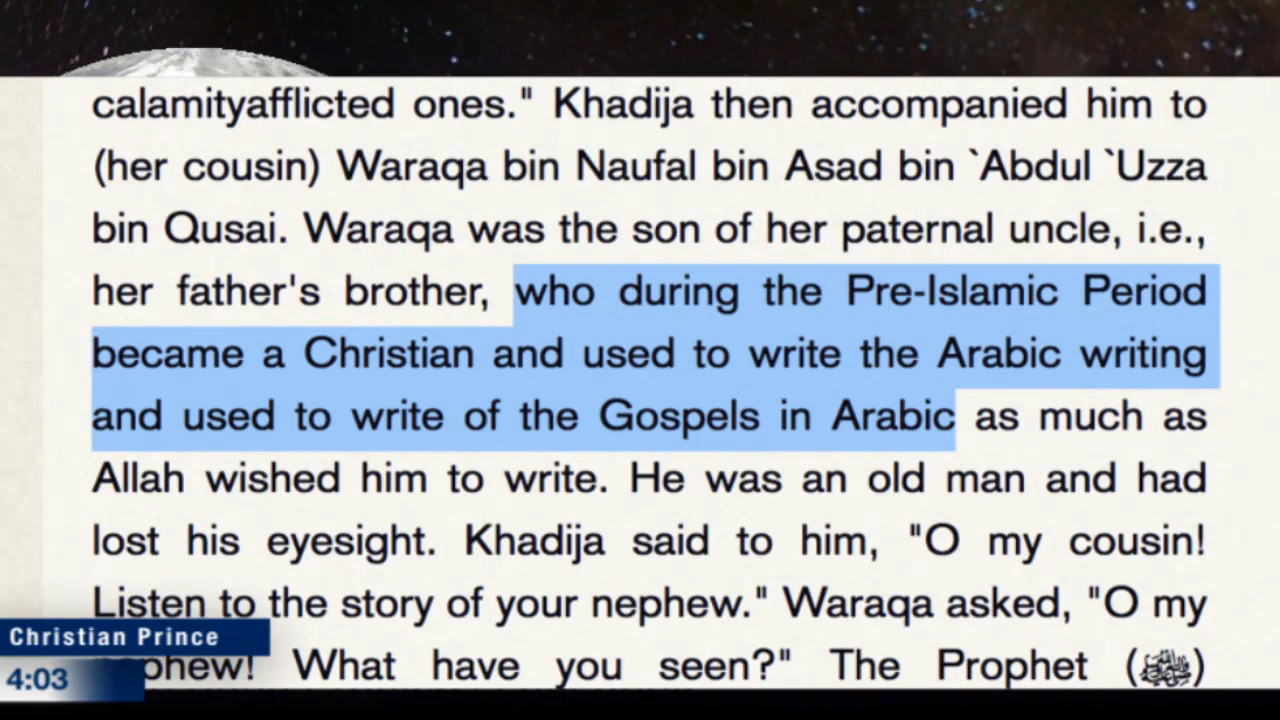 calamityafflicted ones." Khadija then accompanied him to
(her cousin) Waraqa bin Naufal bin Asad bin `Abdul `Uzza
bin Qusai. Waraqa was the son of her paternal uncle, i.e.,
her father's brother, who during the Pre-Islamic Period
became a Christian and used to write the Arabic writing
and used to write of the Gospels in Arabic as much as
Allah wished him to write. He was an old man and had
lost his eyesight. Khadija said to him, "O my cousin!
Listen to the story of your nephew." Waraqa asked, "O my
nephew! What have you seen?" The Prophet (ﷺ)
Christian Prince
4:03